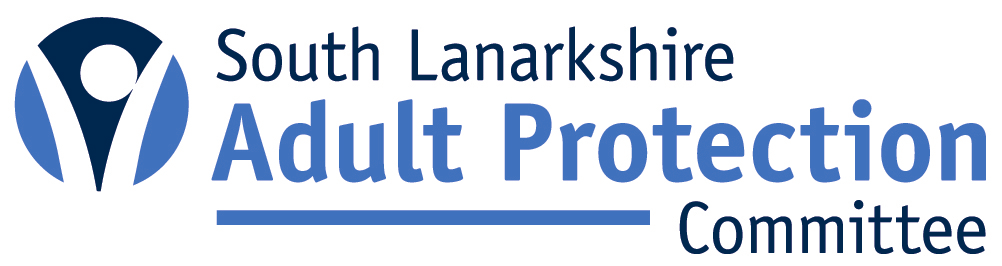 South Lanarkshire
Adult Protection
Committee